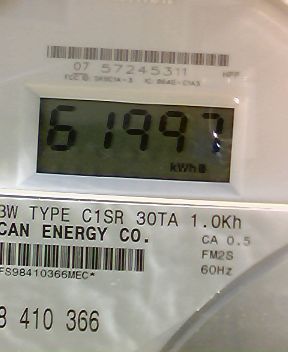 07 57245311
61997
kWh
3W TYPE C1SR 30TA 1.0Kh
CAN ENERGY CO.
CA 0.5
FM2S
60Hz
FS98410366MEC*
8 410 366